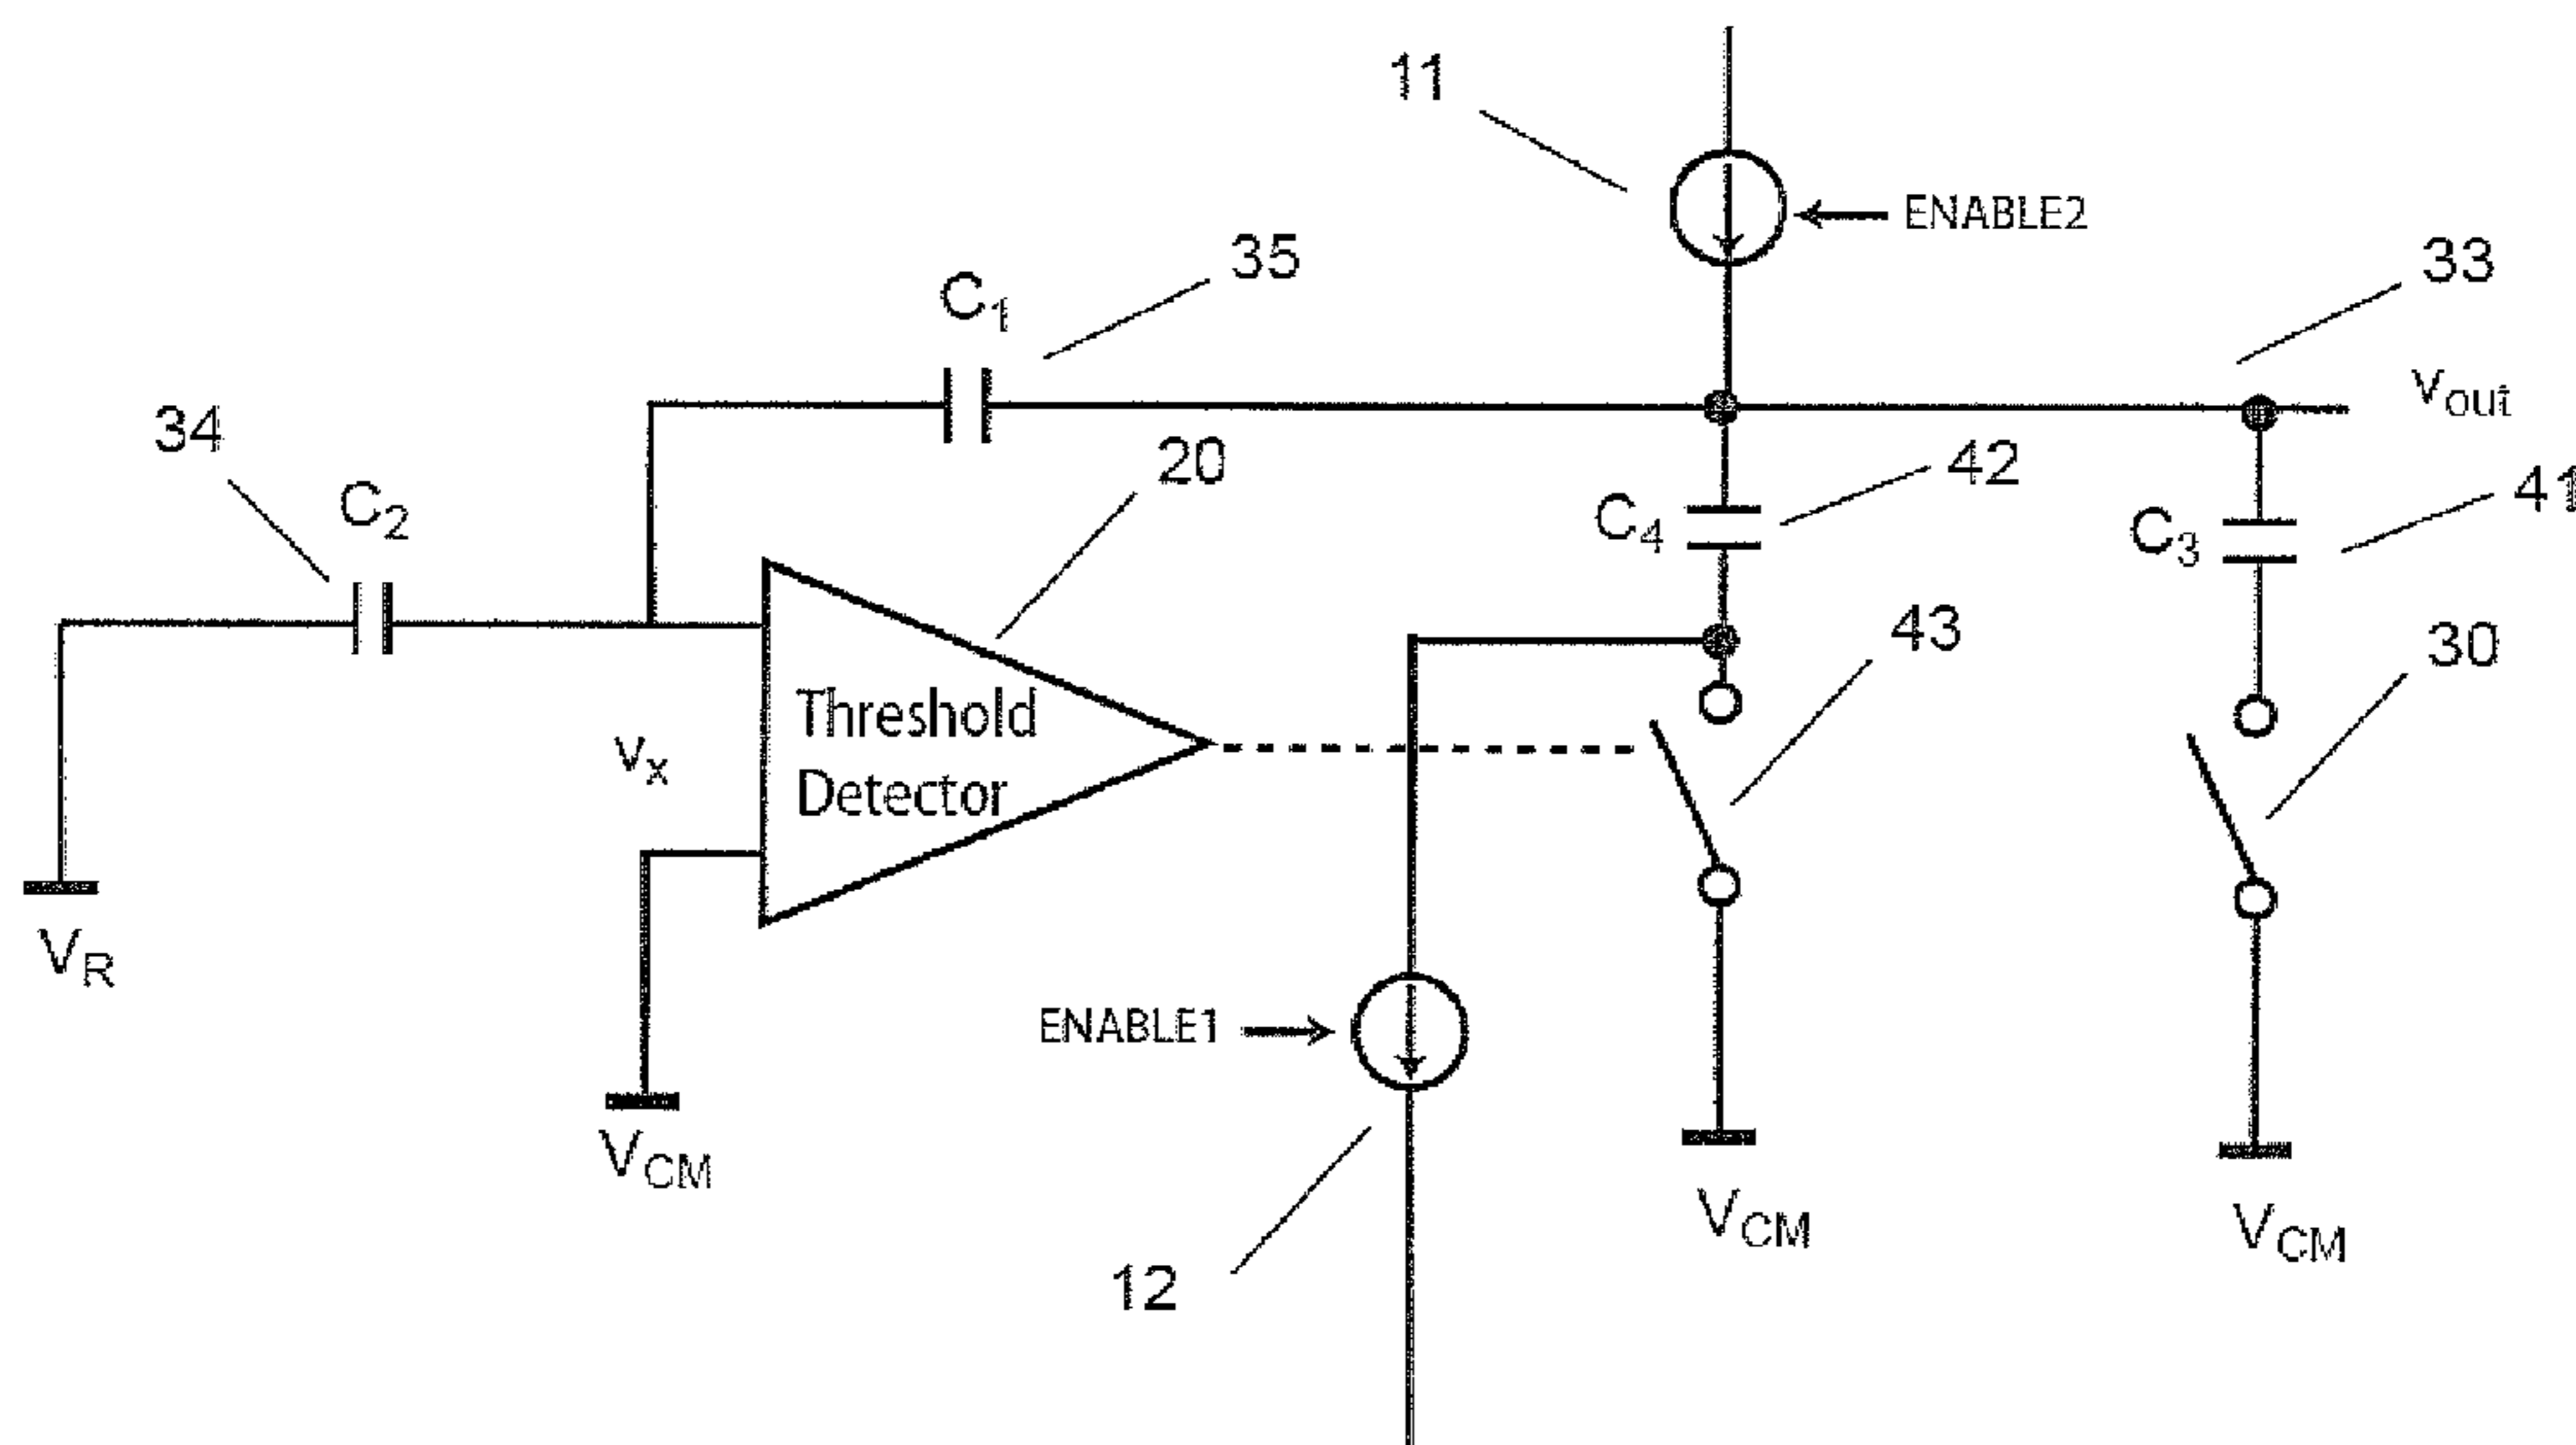 11
ENABLE2
35
33
C₁
vout
34
20
42
41
C₂
C₄
C₃
43
30
Threshold
Detector
vx
VR
ENABLE1
VCM
VCM
VCM
12